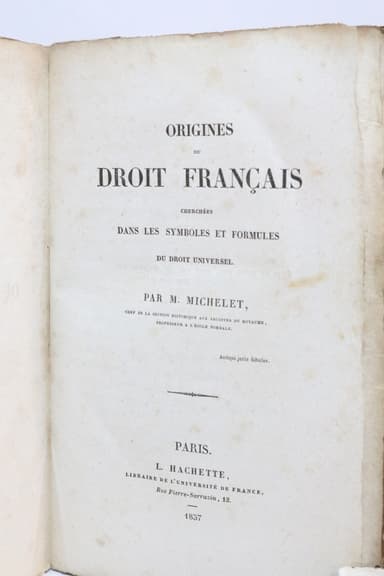 ORIGINES
DU
DROIT FRANÇAIS
CHERCHÉES
DANS LES SYMBOLES ET FORMULES
DU DROIT UNIVERSEL.
PAR M. MICHELET,
CHEF DE LA SECTION HISTORIQUE AUX ARCHIVES DU ROYAUME,
PROFESSEUR A L'ÉCOLE NORMALE.
Antiqui juris fabulas.
PARIS.
L. HACHETTE,
LIBRAIRE DE L'UNIVERSITÉ DE FRANCE,
Rue Pierre-Sarrazin, 12.
1837